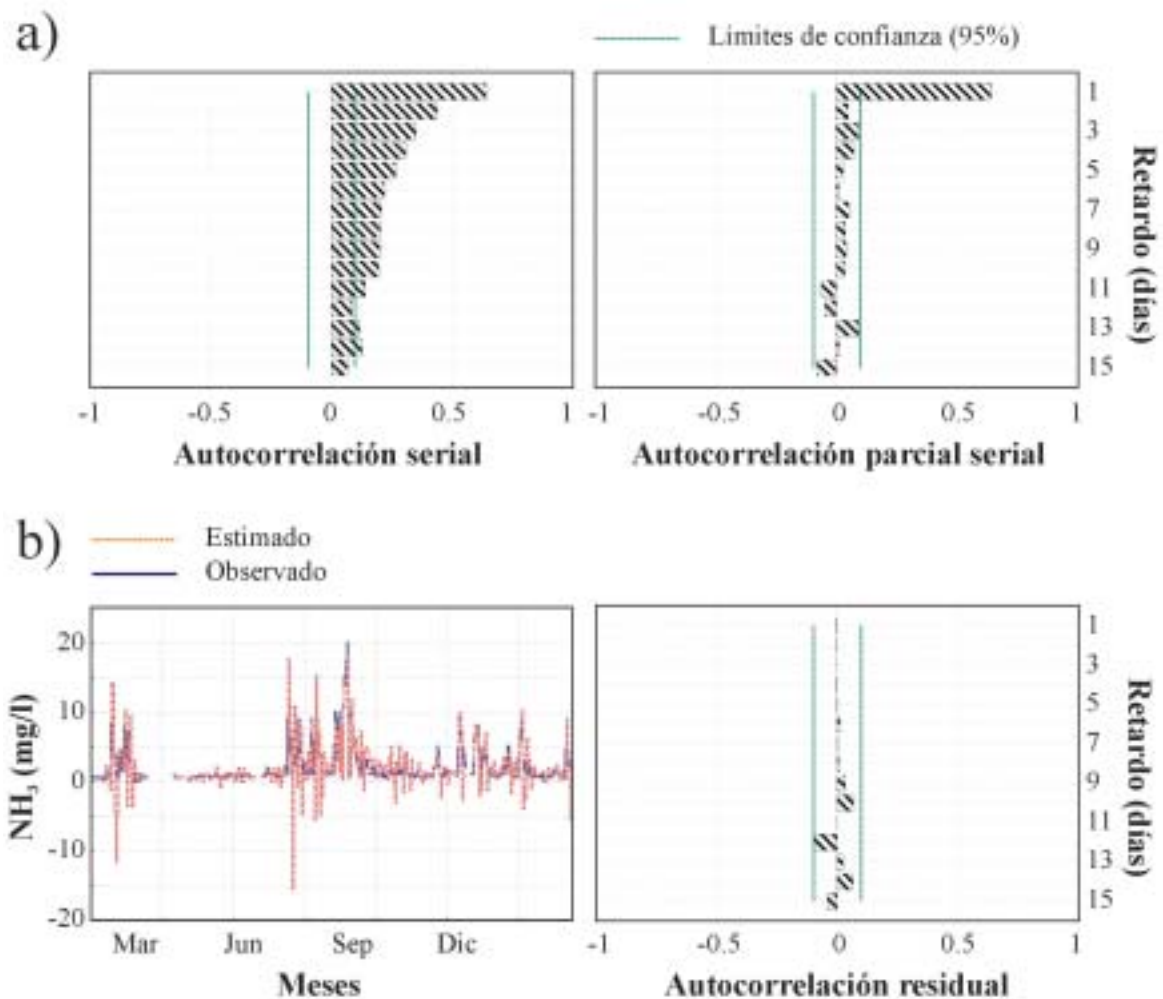 a)
Límites de confianza (95%)
1
3
5
7
9
11
13
15
Retardo (días)
-1 -0.5 0 0.5 1
-1 -0.5 0 0.5 1
Autocorrelación serial
Autocorrelación parcial serial
b)
Estimado
Observado
20
10
0
-10
-20
NH3 (mg/l)
Mar Jun Sep Dic
Meses
1
3
5
7
9
11
13
15
Retardo (días)
-1 -0.5 0 0.5 1
Autocorrelación residual